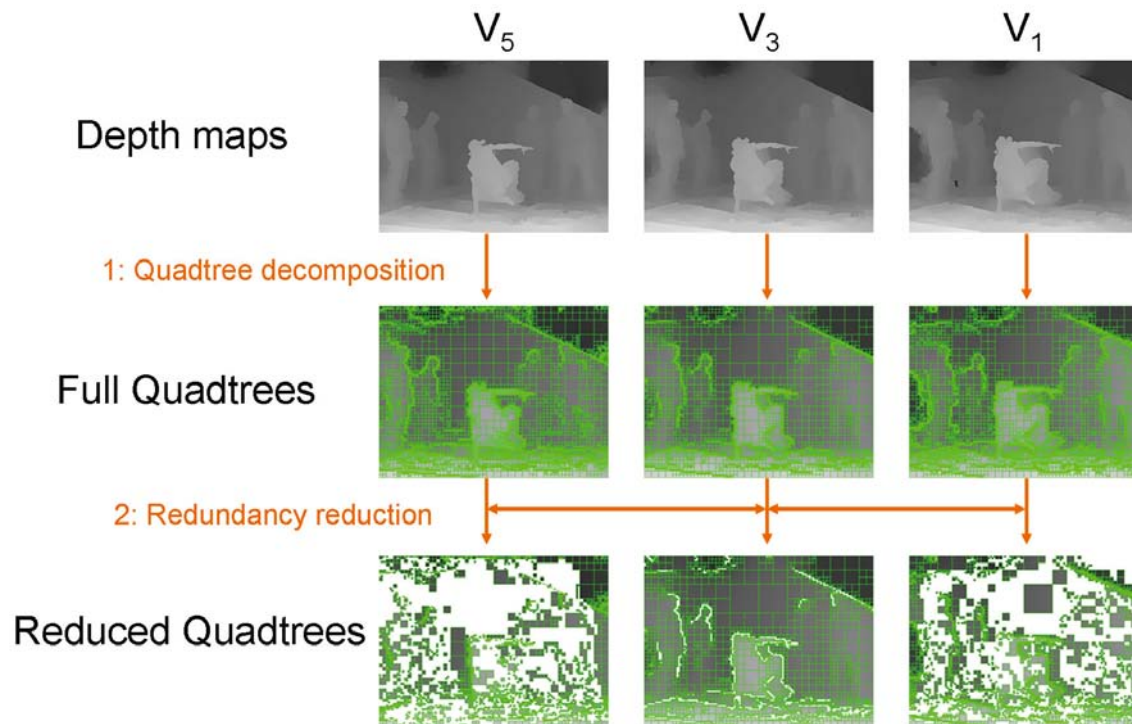 V₅ V₃ V₁
Depth maps
1: Quadtree decomposition
Full Quadtrees
2: Redundancy reduction
Reduced Quadtrees